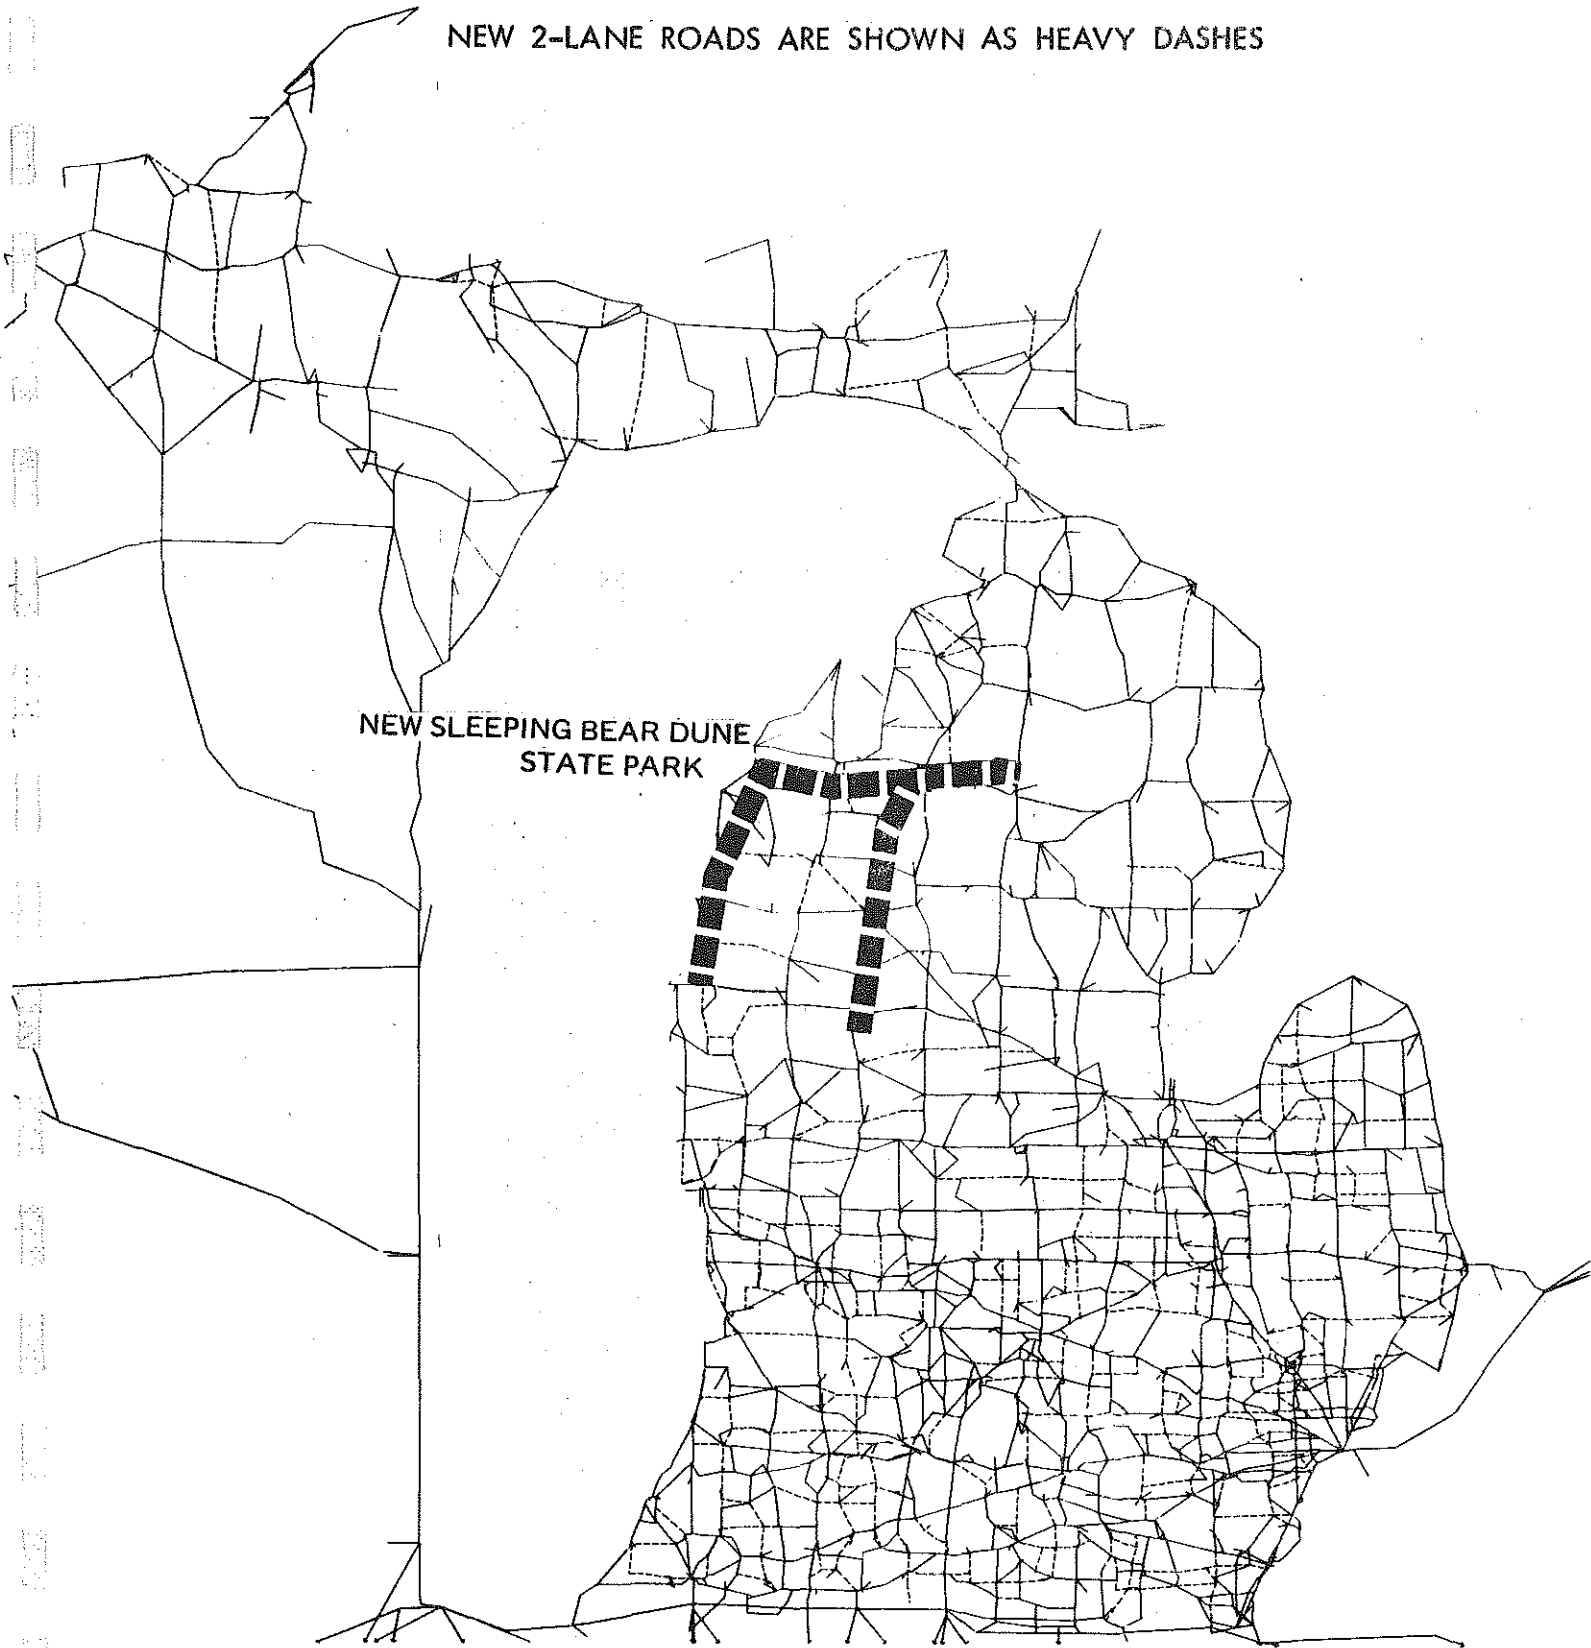 NEW 2-LANE ROADS ARE SHOWN AS HEAVY DASHES
NEW SLEEPING BEAR DUNE
STATE PARK